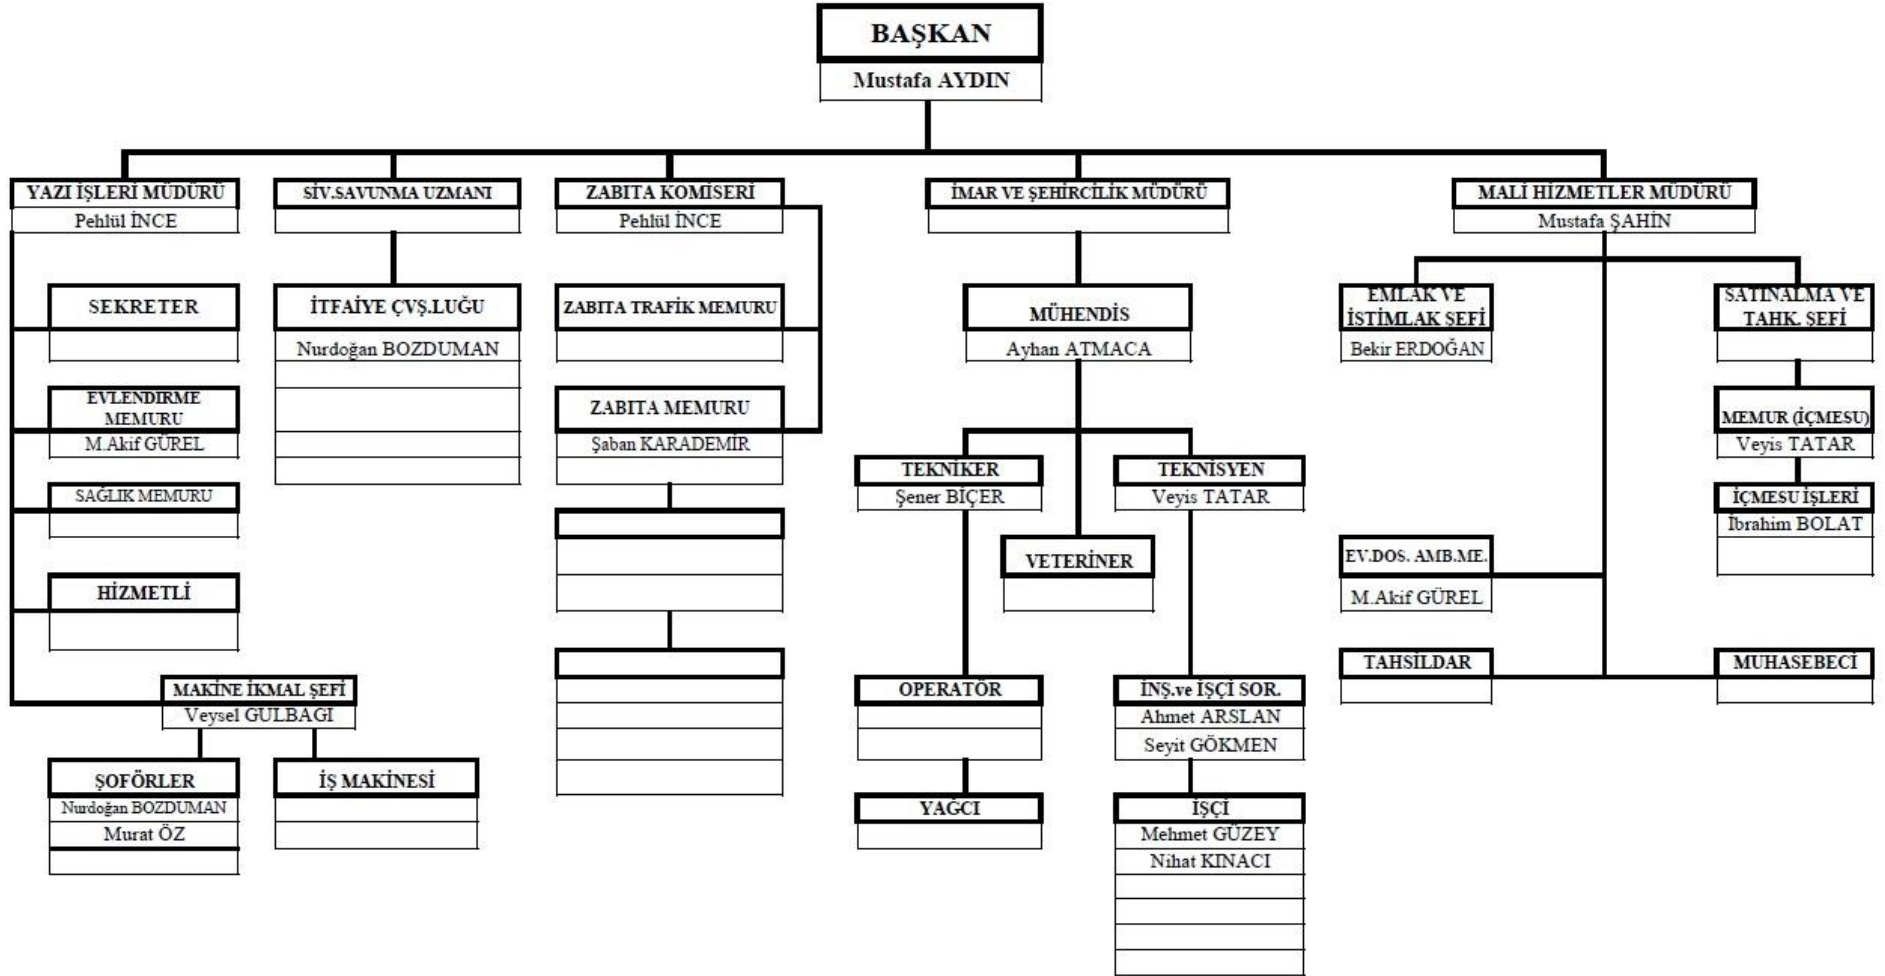 BAŞKAN
Mustafa AYDIN
YAZI İŞLERİ MÜDÜRÜ
Pehlül İNCE
SEKRETER
EVLENDİRME
MEMURU
M.Akif GÜREL
SAĞLIK MEMURU
HİZMETLİ
MAKİNE İKMAL ŞEFİ
Veysel GÜLBAGI
ŞOFÖRLER
Nurdoğan BOZDUMAN
Murat ÖZ
İŞ MAKİNESİ
SİV.SAVUNMA UZMANI
İTFAİYE ÇVŞ.LUĞU
Nurdoğan BOZDUMAN
ZABITA KOMİSERİ
Pehlül İNCE
ZABITA TRAFİK MEMURU
ZABITA MEMURU
Şaban KARADEMİR
İMAR VE ŞEHİRCİLİK MÜDÜRÜ
MÜHENDİS
Ayhan ATMACA
TEKNİKER
Şener BİÇER
TEKNİSYEN
Veyis TATAR
VETERİNER
OPERATÖR
YAĞCI
İNŞ.ve İŞÇİ SOR.
Ahmet ARSLAN
Seyit GÖKMEN
İŞÇİ
Mehmet GÜZEY
Nihat KINACI
MALİ HİZMETLER MÜDÜRÜ
Mustafa ŞAHİN
EMLAK VE
İSTİMLAK ŞEFİ
Bekir ERDOĞAN
SATINALMA VE
TAHK. ŞEFİ
MEMUR (İÇMESU)
Veyis TATAR
İÇMESU İŞLERİ
İbrahim BOLAT
EV.DOS. AMB.ME.
M.Akif GÜREL
TAHSİLDAR
MUHASEBECİ